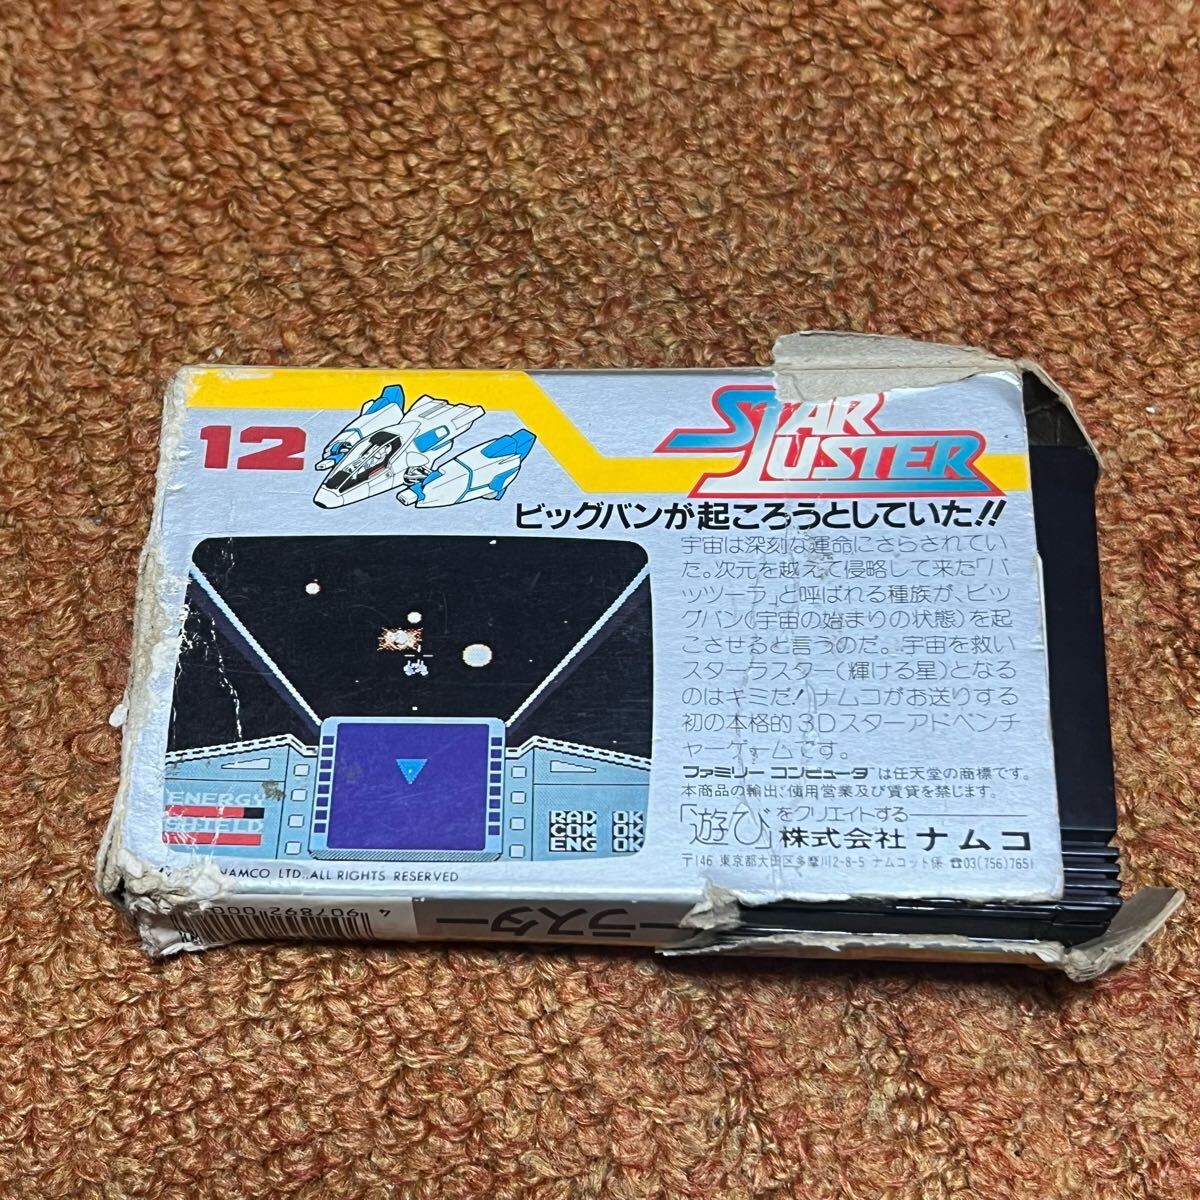 12
STAR
LUSTER
ビッグバンが起ころうとしていた!!
宇宙は深刻な運命にさらされてい
た。次元を越えて侵略して来た「バ
ッツーラ」と呼ばれる種族が、ビッ
グバン(宇宙の始まりの状態)を起
こさせると言うのだ。宇宙を救い
スターラスター(輝ける星)となる
のはキミだ!ナムコがお送りする
初の本格的3Dスターアドベンチ
ャーゲームです。
ファミリーコンピュータ™は任天堂の商標です。
本商品の輸出、使用営業及び賃貸を禁じます。
「遊び」をクリエイトする
株式会社 ナムコ
〒146 東京都大田区多摩川2-8-5 ナムコット係 ☎03(756)7651
ENERGY
SHIELD
RAD OK
COM OK
ENG OK
NAMCO LTD.,ALL RIGHTS RESERVED
4 907892 000
ーラスター